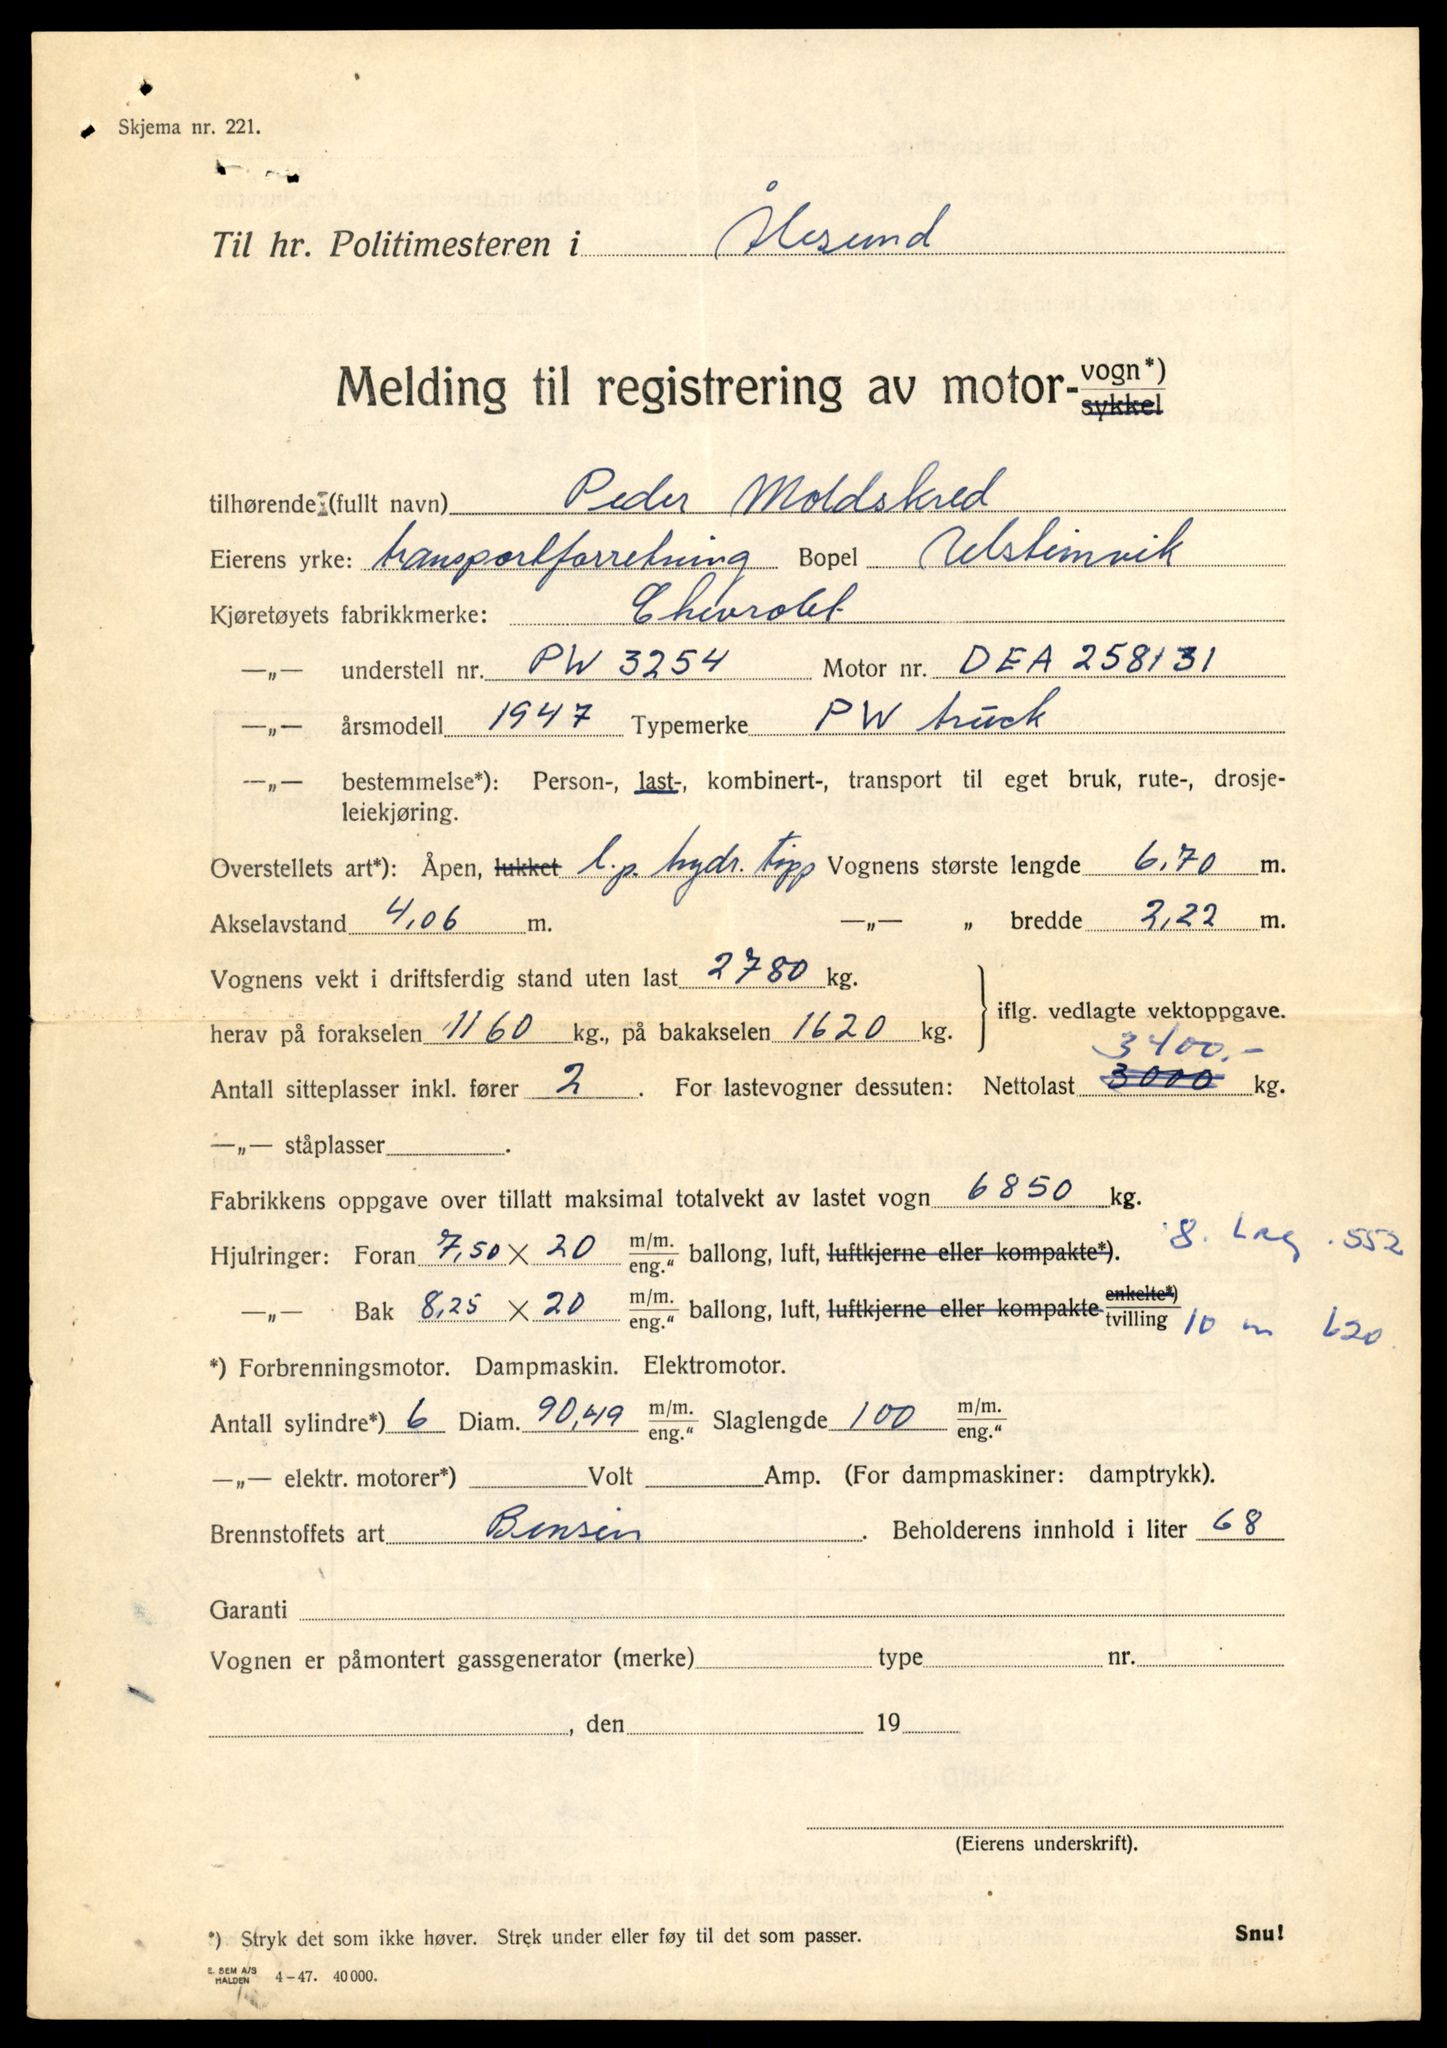 Skjema nr. 221.
Til hr. Politimesteren i Ålesund
Melding til registrering av motor- vogn*)
sykkel
tilhørende (fullt navn) Peder Moldskred
Eierens yrke: transportforretning Bopel Ulsteinvik
Kjøretøyets fabrikkmerke: Chevrolet
—„— understell nr. PW 3254 Motor nr. DEA 258131
—„— årsmodell 1947 Typemerke PW truck
—„— bestemmelse*): Person-, last-, kombinert-, transport til eget bruk, rute-, drosje-
leiekjøring.
Overstellets art*): Åpen, lukket l.p. hydr. tipp Vognens største lengde 6,70 m.
Akselavstand 4,06 m. —„— „ bredde 2,22 m.
Vognens vekt i driftsferdig stand uten last 2780 kg.
iflg. vedlagte vektoppgave.
herav på forakselen 1160 kg., på bakakselen 1620 kg.
3400.-
Antall sitteplasser inkl. fører 2. For lastevogner dessuten: Nettolast 3000 kg.
—„— ståplasser .
Fabrikkens oppgave over tillatt maksimal totalvekt av lastet vogn 6850 kg.
Hjulringer: Foran 7,50 × 20 m/m. eng.“ ballong, luft, luftkjerne eller kompakte*). 8. Lag . 552
—„— Bak 8,25 × 20 m/m. eng.“ ballong, luft, luftkjerne eller kompakte enkelte*) tvilling 10 620
*) Forbrenningsmotor. Dampmaskin. Elektromotor.
Antall sylindre*) 6 Diam. 90,49 m/m. eng.“ Slaglengde 100 m/m. eng.“
—„— elektr. motorer*) Volt Amp. (For dampmaskiner: damptrykk).
Brennstoffets art Bensin. Beholderens innhold i liter 68
Garanti
Vognen er påmontert gassgenerator (merke) type nr.
, den 19
(Eierens underskrift).
*) Stryk det som ikke høver. Strek under eller føy til det som passer. Snu!
E. SEM A/S
HALDEN 4-47. 40 000.